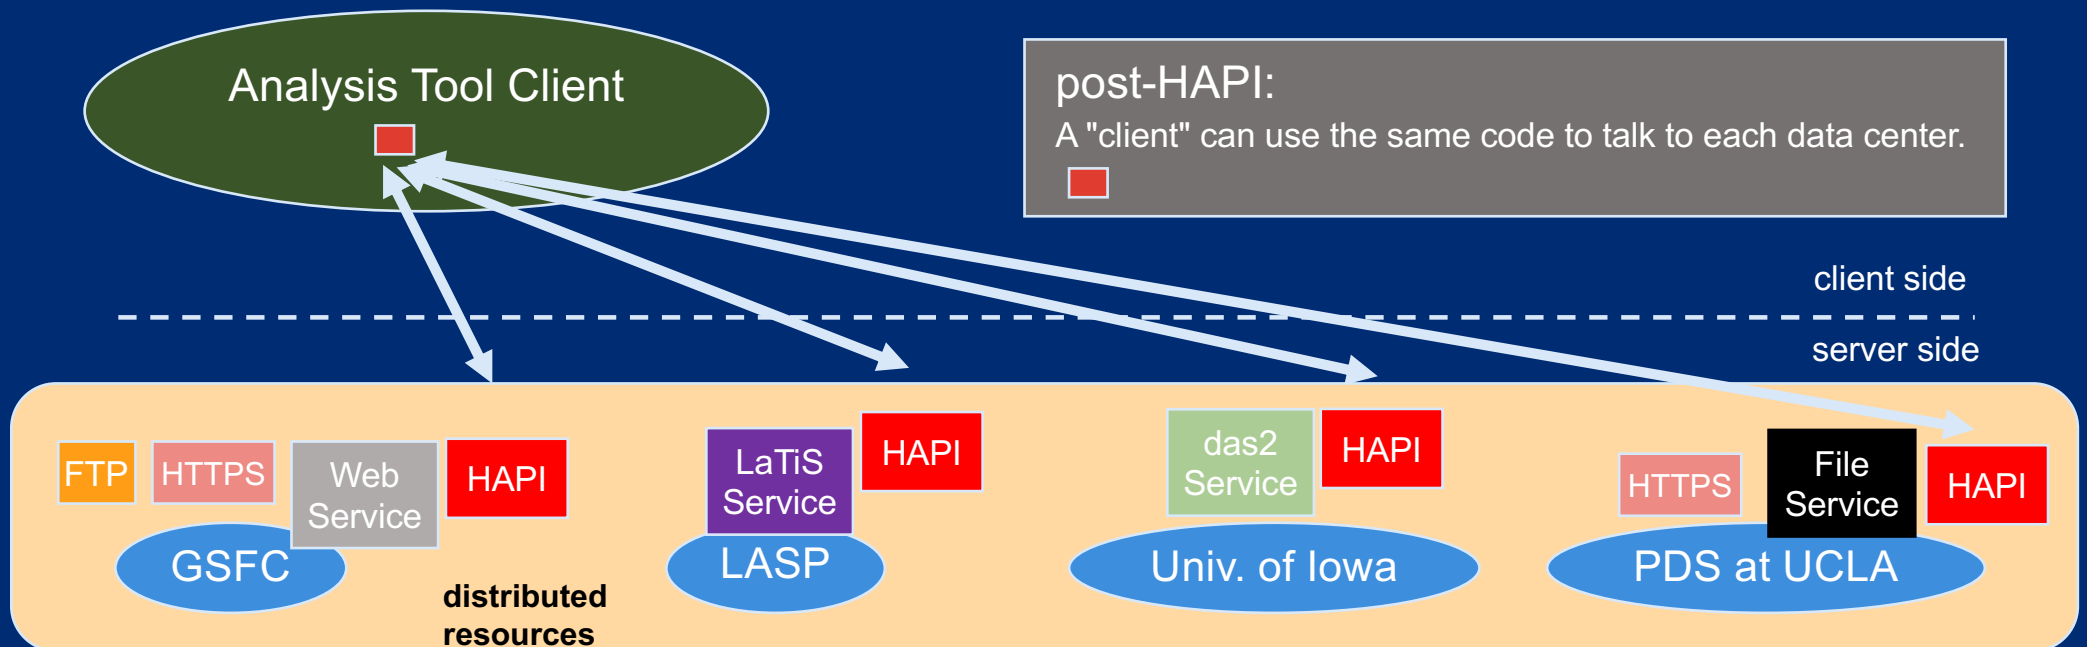 Analysis Tool Client
post-HAPI:
A "client" can use the same code to talk to each data center.
client side
server side
FTP
HTTPS
Web
Service
HAPI
GSFC
distributed
resources
LaTiS
Service
HAPI
LASP
das2
Service
HAPI
Univ. of Iowa
HTTPS
File
Service
HAPI
PDS at UCLA